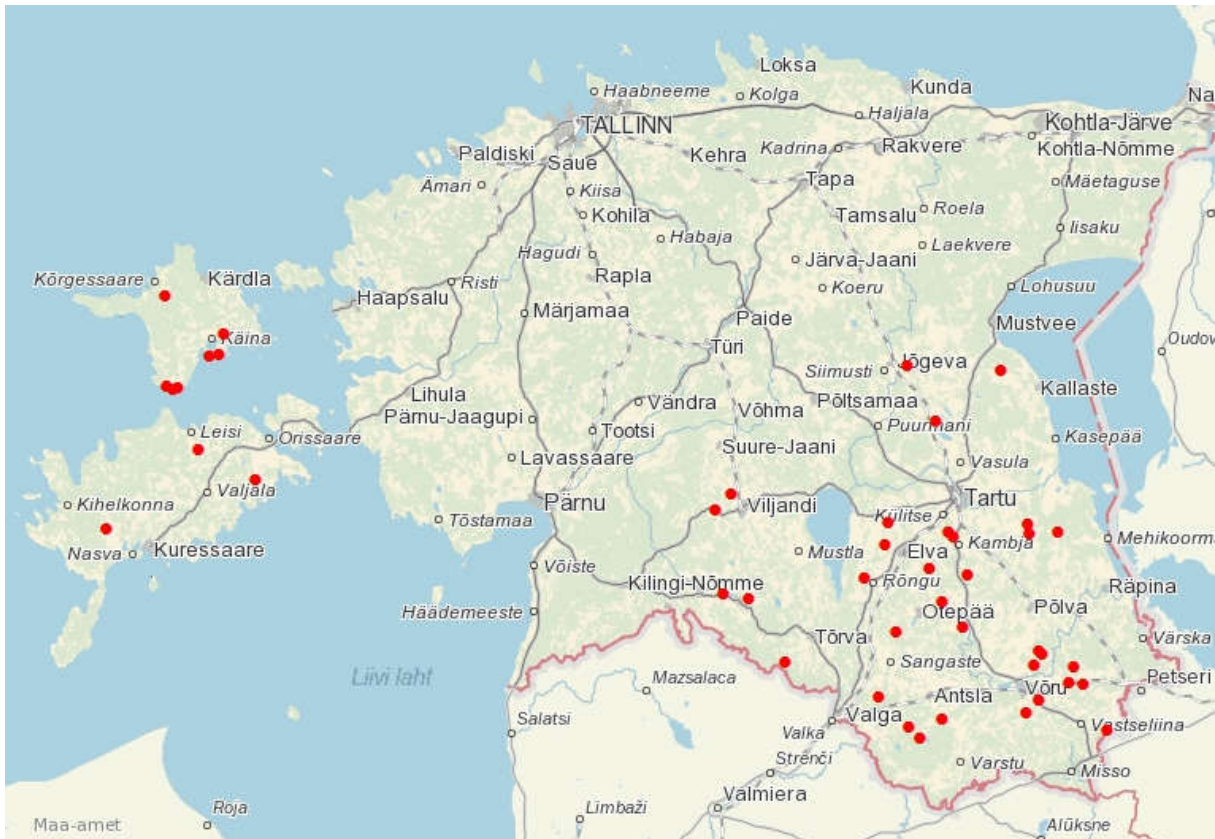 Loksa
Kunda
Haabneeme
Kolga
Haljala
Na
TALLINN
Kohtla-Järve
Paldiski
Saue
Kehra
Kadrina
Rakvere
Kohtla-Nõmme
Ämari
Kiisa
Tapa
Mäetaguse
Kohila
Tamsalu
Roela
Hagudi
Habaja
Iisaku
Laekvere
Järva-Jaani
Kõrgessaare
Kärdla
Risti
Rapla
Koeru
Lohusuu
Haapsalu
Märjamaa
Paide
Mustvee
Käina
Türi
Oudov
Jõgeva
Siimusti
Kallaste
Lihula
Vändra
Võhma
Põltsamaa
Pärnu-Jaagupi
Puurmani
Leisi
Orissaare
Tootsi
Suure-Jaani
Kasepää
Lavassaare
Vasula
Kihelkonna
Valjala
Pärnu
Viljandi
Tartu
Tõstamaa
Külitse
Nasva
Kuressaare
Mustla
Elva
Kambja
Mehikoorma
Võiste
Kilingi-Nõmme
Rõngu
Räpina
Häädemeeste
Otepää
Põlva
Tõrva
Värska
Sangaste
Liivi laht
Mazsalaca
Petseri
Antsla
Võru
Salatsi
Valka
Valga
Vastseliina
Strenči
Varstu
Misso
Roja
Limbaži
Valmiera
Maa-amet
Alūksne